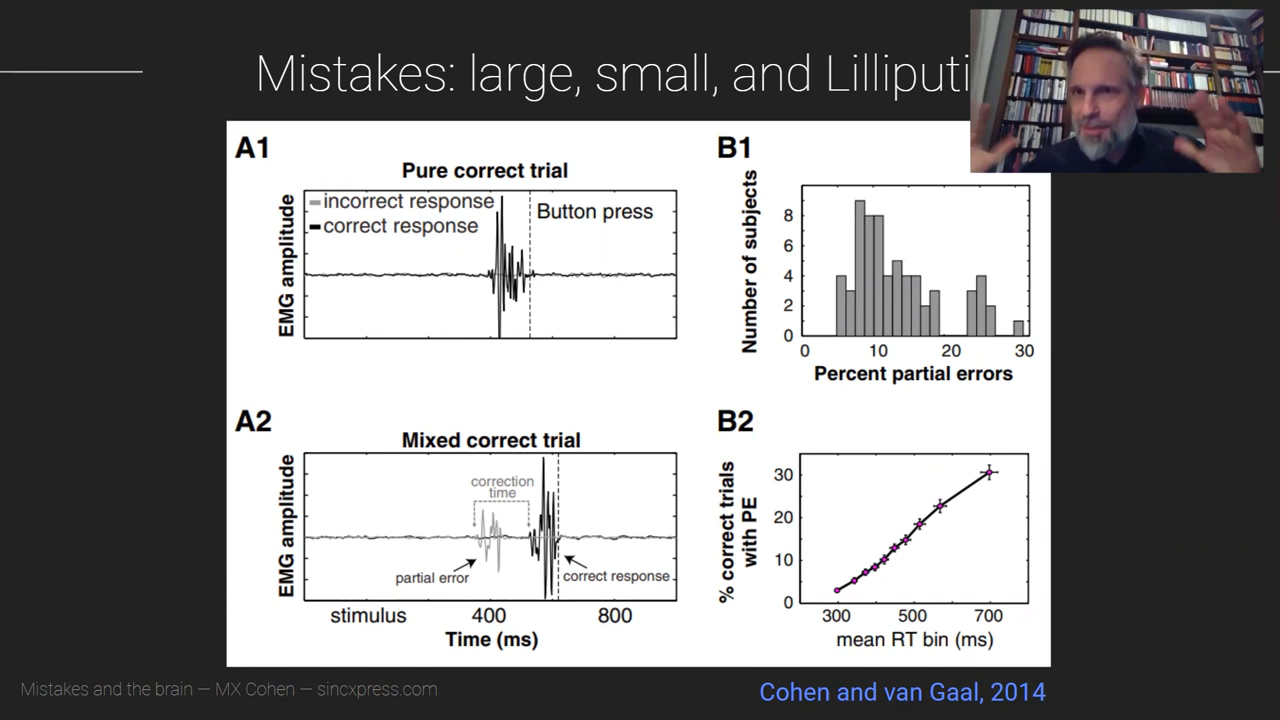 Mistakes: large, small, and Lilliputi
A1
Pure correct trial
EMG amplitude
incorrect response
correct response
Button press
B1
Number of subjects
8
6
4
2
0
0 10 20 30
Percent partial errors
A2
Mixed correct trial
EMG amplitude
correction
time
partial error
correct response
stimulus 400 800
Time (ms)
B2
% correct trials
with PE
30
20
10
0
300 500 700
mean RT bin (ms)
Mistakes and the brain — MX Cohen — sincxpress.com
Cohen and van Gaal, 2014